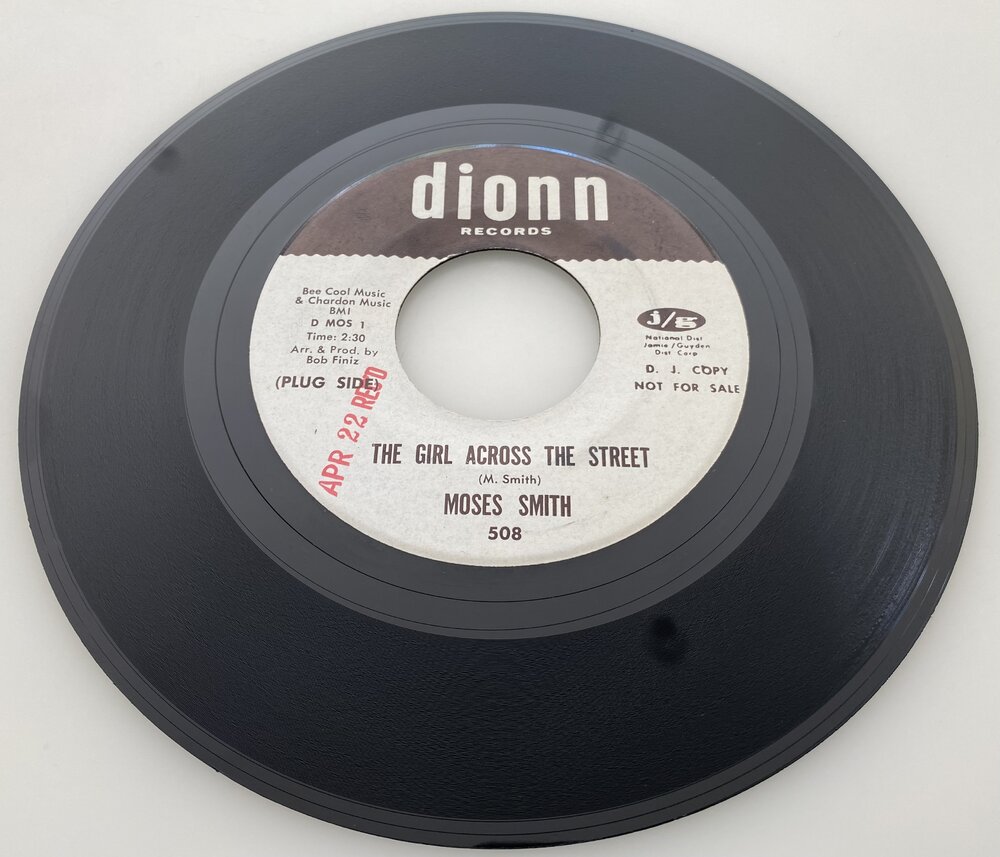 dionn
RECORDS
Bee Cool Music
& Chardon Music
BMI
D MOS 1
Time: 2:30
Arr. & Prod. by
Bob Finiz
(PLUG SIDE)
APR 22 REC'D
j/g
National Dist
Jamie/Guyden
Dist Corp
D. J. COPY
NOT FOR SALE
THE GIRL ACROSS THE STREET
(M. Smith)
MOSES SMITH
508